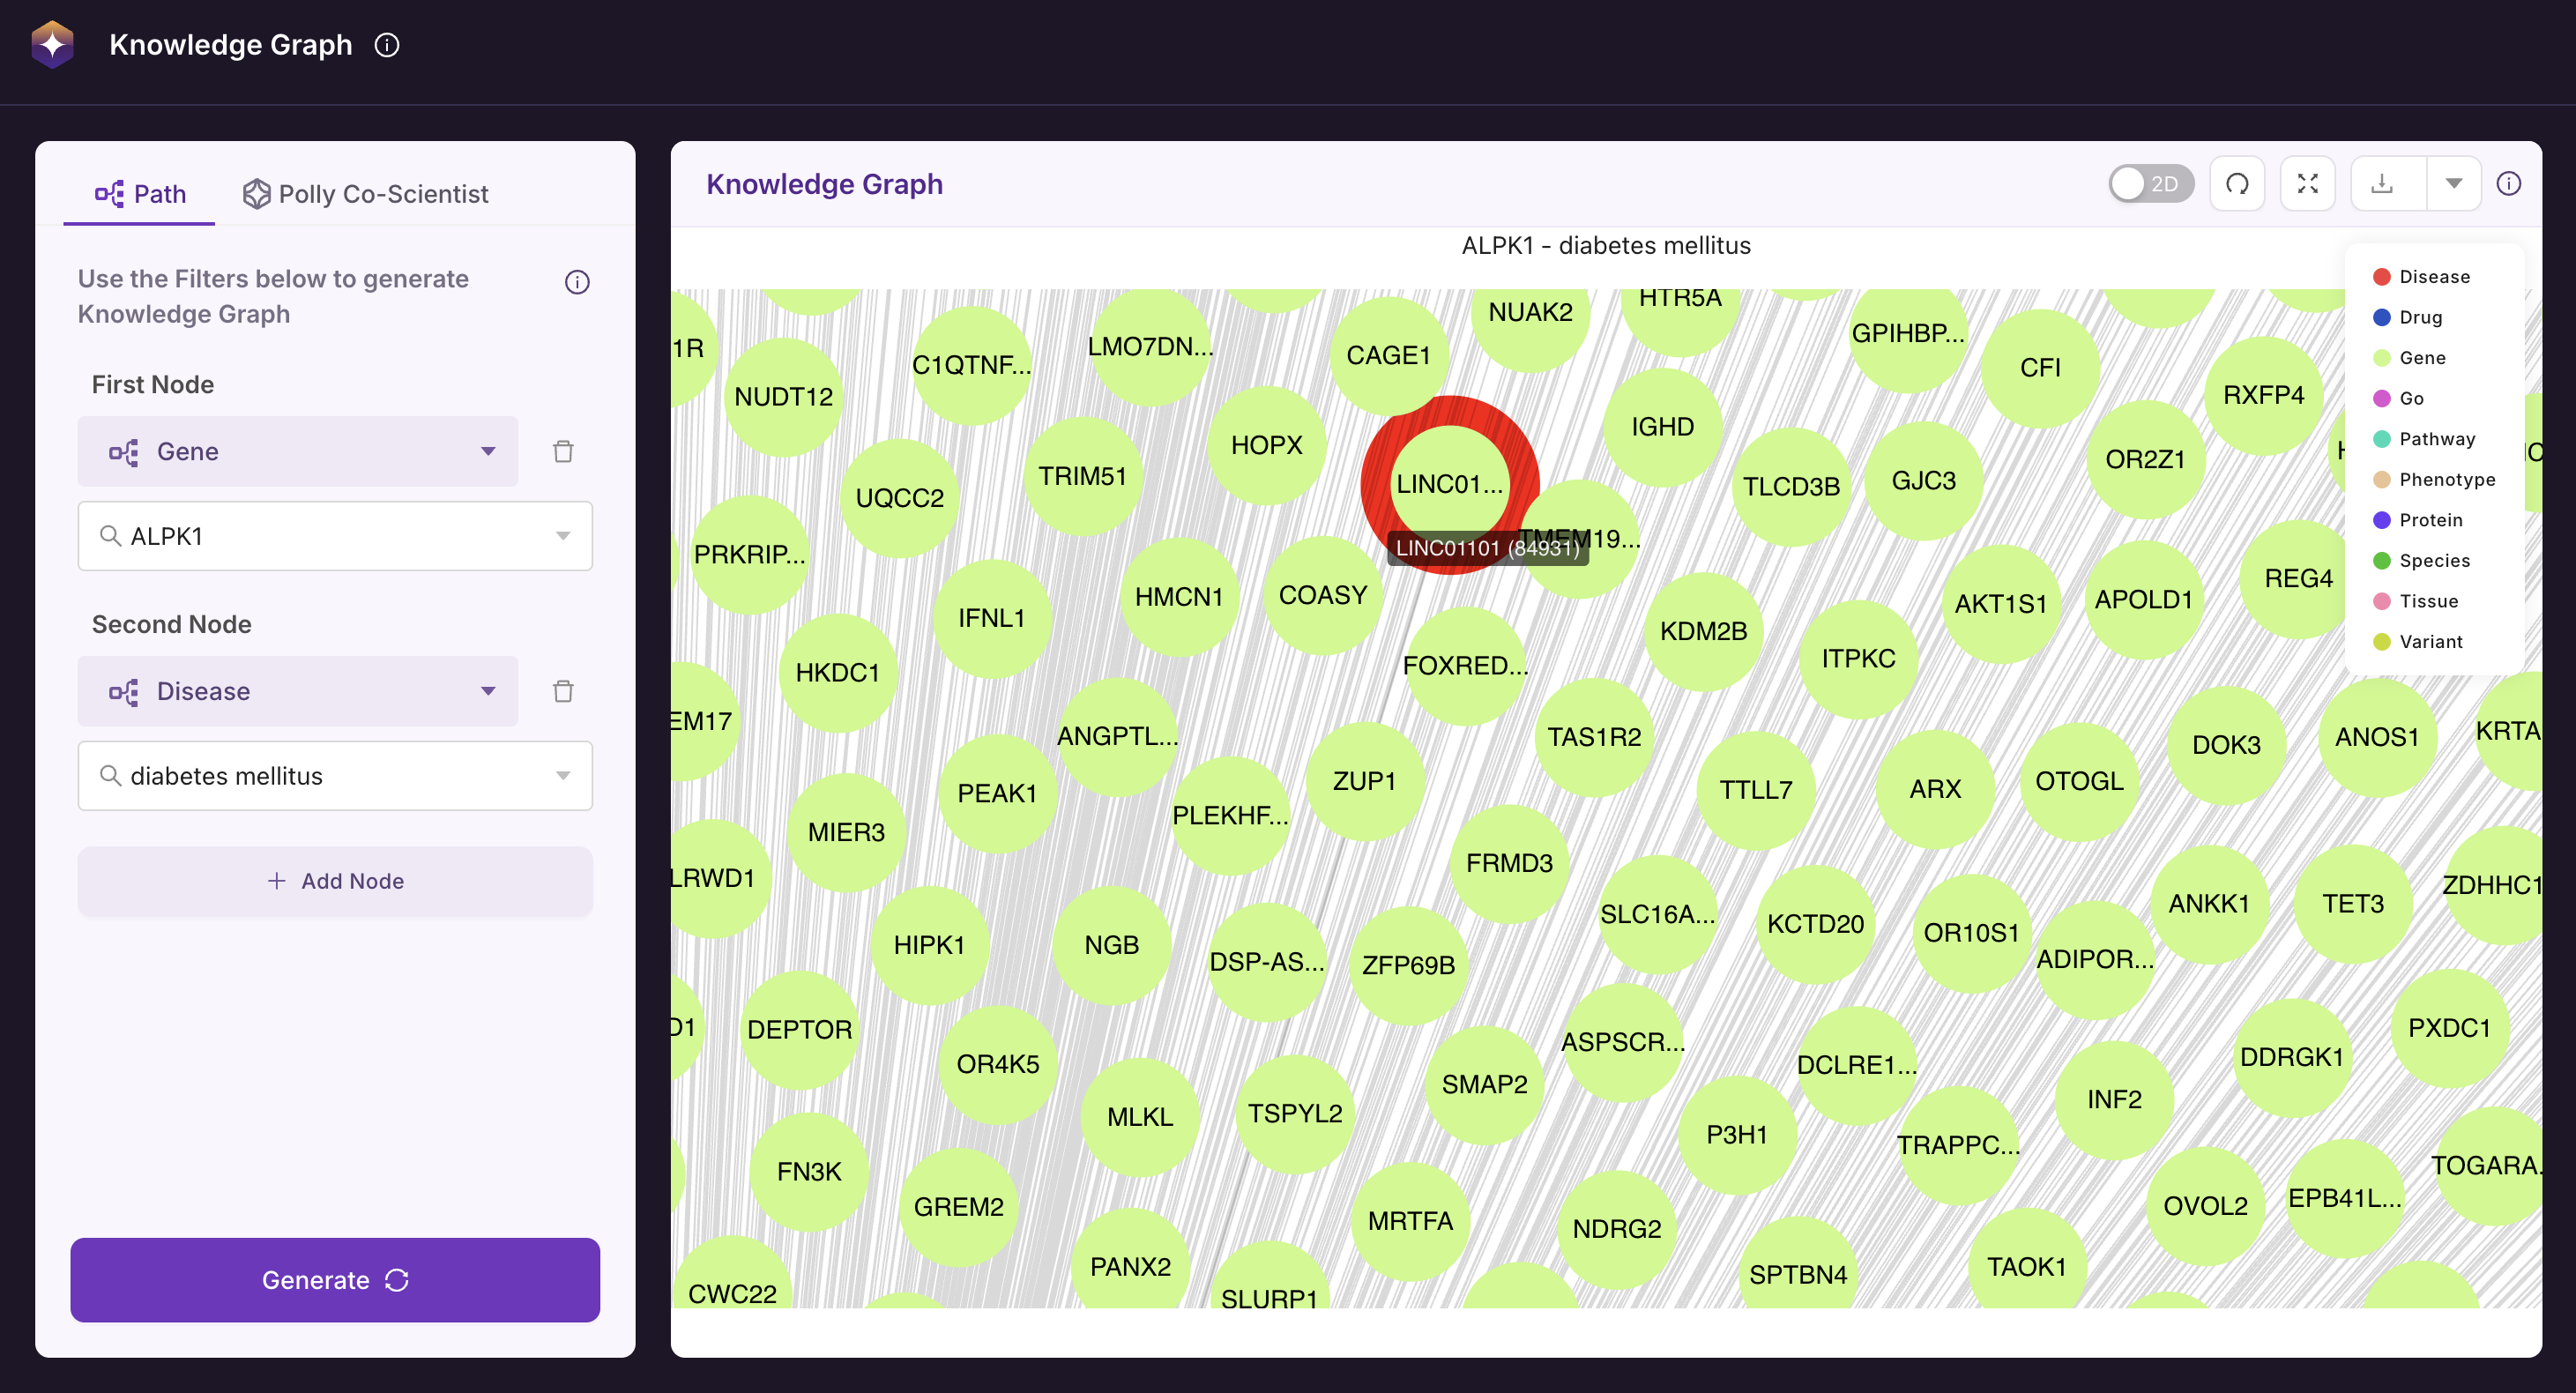 Knowledge Graph
Path
Polly Co-Scientist
Use the Filters below to generate
Knowledge Graph
First Node
Gene
ALPK1
Second Node
Disease
diabetes mellitus
+ Add Node
Generate
Knowledge Graph
2D
ALPK1 - diabetes mellitus
Disease
Drug
Gene
Go
Pathway
Phenotype
Protein
Species
Tissue
Variant
HTR5A
NUAK2
GPIHBP...
1R
LMO7DN...
CAGE1
C1QTNF...
CFI
NUDT12
RXFP4
IGHD
HOPX
OR2Z1
TRIM51
LINC01...
TLCD3B
GJC3
UQCC2
TMEM19...
LINC01101 (84931)
PRKRIP...
REG4
HMCN1
COASY
APOLD1
AKT1S1
IFNL1
KDM2B
ITPKC
FOXRED...
HKDC1
EM17
KRTA
ANGPTL...
TAS1R2
ANOS1
DOK3
ZUP1
OTOGL
TTLL7
ARX
PEAK1
PLEKHF...
MIER3
FRMD3
LRWD1
ZDHHC1
ANKK1
TET3
SLC16A...
KCTD20
OR10S1
HIPK1
NGB
ADIPOR...
DSP-AS...
ZFP69B
D1
DEPTOR
PXDC1
ASPSCR...
DDRGK1
OR4K5
DCLRE1...
SMAP2
INF2
MLKL
TSPYL2
P3H1
TRAPPC...
TOGARA.
FN3K
EPB41L...
GREM2
OVOL2
MRTFA
NDRG2
PANX2
TAOK1
SPTBN4
CWC22
SLURP1